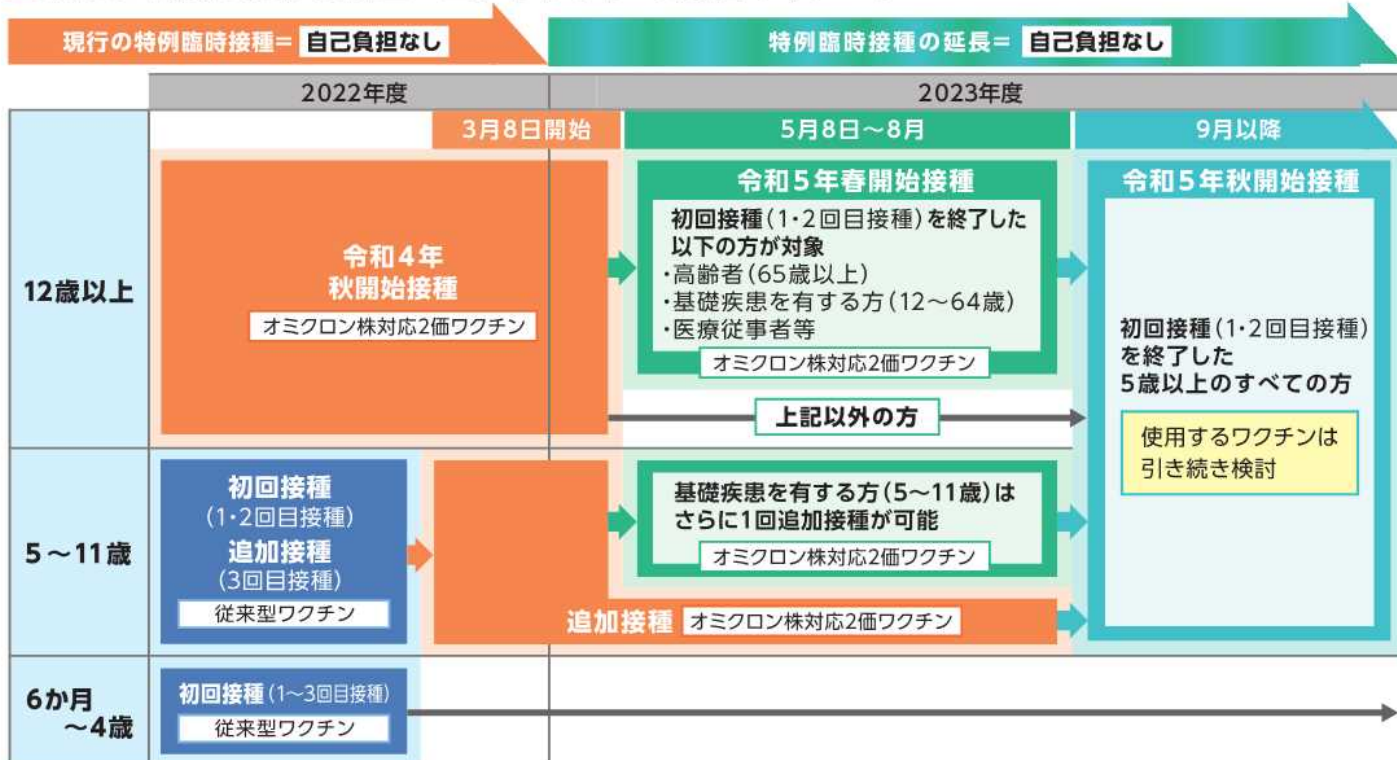 現行の特例臨時接種= 自己負担なし
特例臨時接種の延長= 自己負担なし
2022年度
2023年度
3月8日開始
5月8日～8月
9月以降
12歳以上
令和4年
秋開始接種
オミクロン株対応2価ワクチン
令和5年春開始接種
初回接種(1・2回目接種)を終了した
以下の方が対象
・高齢者(65歳以上)
・基礎疾患を有する方(12～64歳)
・医療従事者等
オミクロン株対応2価ワクチン
上記以外の方
令和5年秋開始接種
初回接種(1・2回目接種)
を終了した
5歳以上のすべての方
使用するワクチンは
引き続き検討
5～11歳
初回接種
(1・2回目接種)
追加接種
(3回目接種)
従来型ワクチン
基礎疾患を有する方(5～11歳)は
さらに1回追加接種が可能
オミクロン株対応2価ワクチン
追加接種 オミクロン株対応2価ワクチン
6か月
～4歳
初回接種(1～3回目接種)
従来型ワクチン